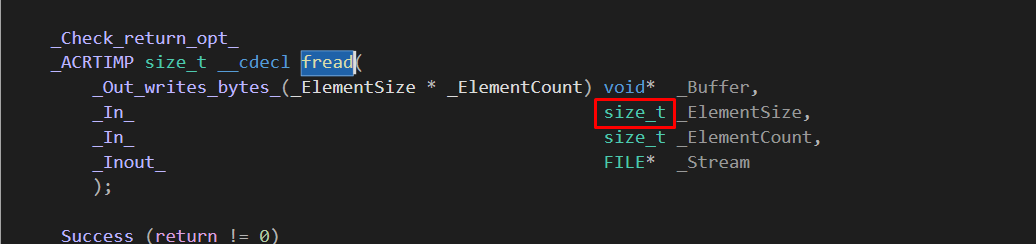 _Check_return_opt_
_ACRTIMP size_t __cdecl fread(
_Out_writes_bytes_(_ElementSize * _ElementCount) void* _Buffer,
_In_ size_t _ElementSize,
_In_ size_t _ElementCount,
_Inout_ FILE* _Stream
);
_Success_(return != 0)